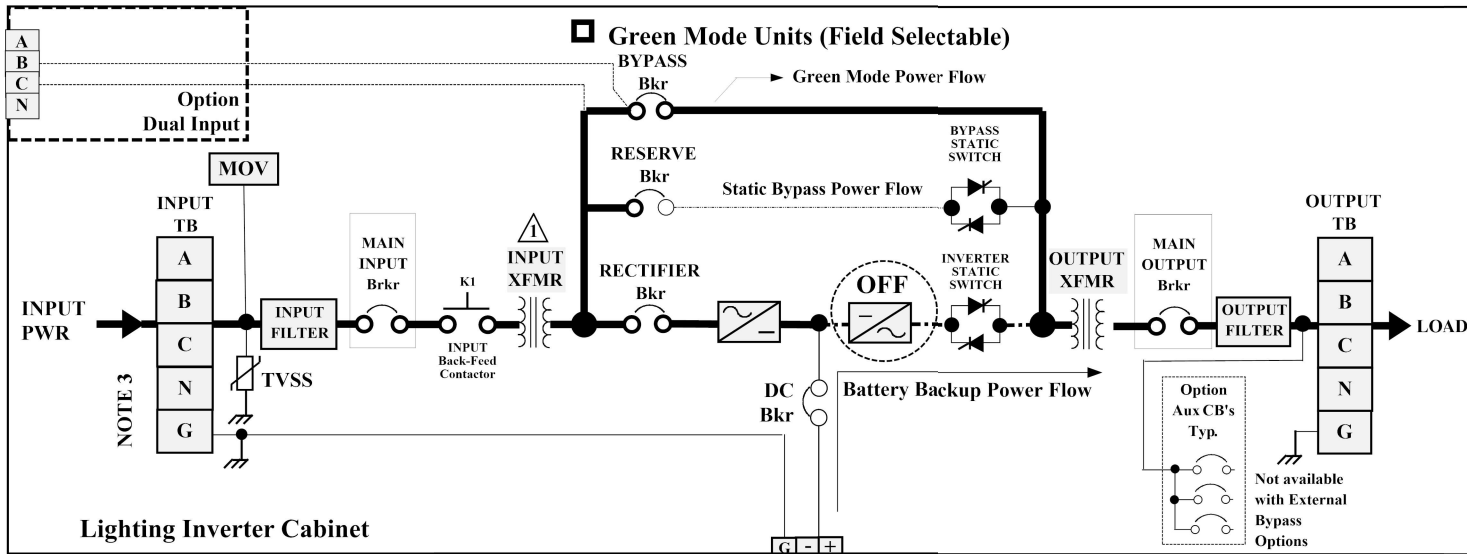 A
B
C
N
Option
Dual Input
Green Mode Units (Field Selectable)
BYPASS
Bkr
Green Mode Power Flow
MOV
RESERVE
Bkr
Static Bypass Power Flow
BYPASS
STATIC
SWITCH
INPUT
TB
A
B
C
N
G
INPUT
PWR
NOTE 3
TVSS
INPUT
FILTER
MAIN
INPUT
Brkr
K1
INPUT
Back-Feed
Contactor
1
INPUT
XFMR
RECTIFIER
Bkr
OFF
INVERTER
STATIC
SWITCH
OUTPUT
XFMR
MAIN
OUTPUT
Brkr
OUTPUT
FILTER
OUTPUT
TB
A
B
C
N
G
LOAD
DC
Bkr
Battery Backup Power Flow
Option
Aux CB's
Typ.
Not available
with External
Bypass
Options
Lighting Inverter Cabinet
G - +